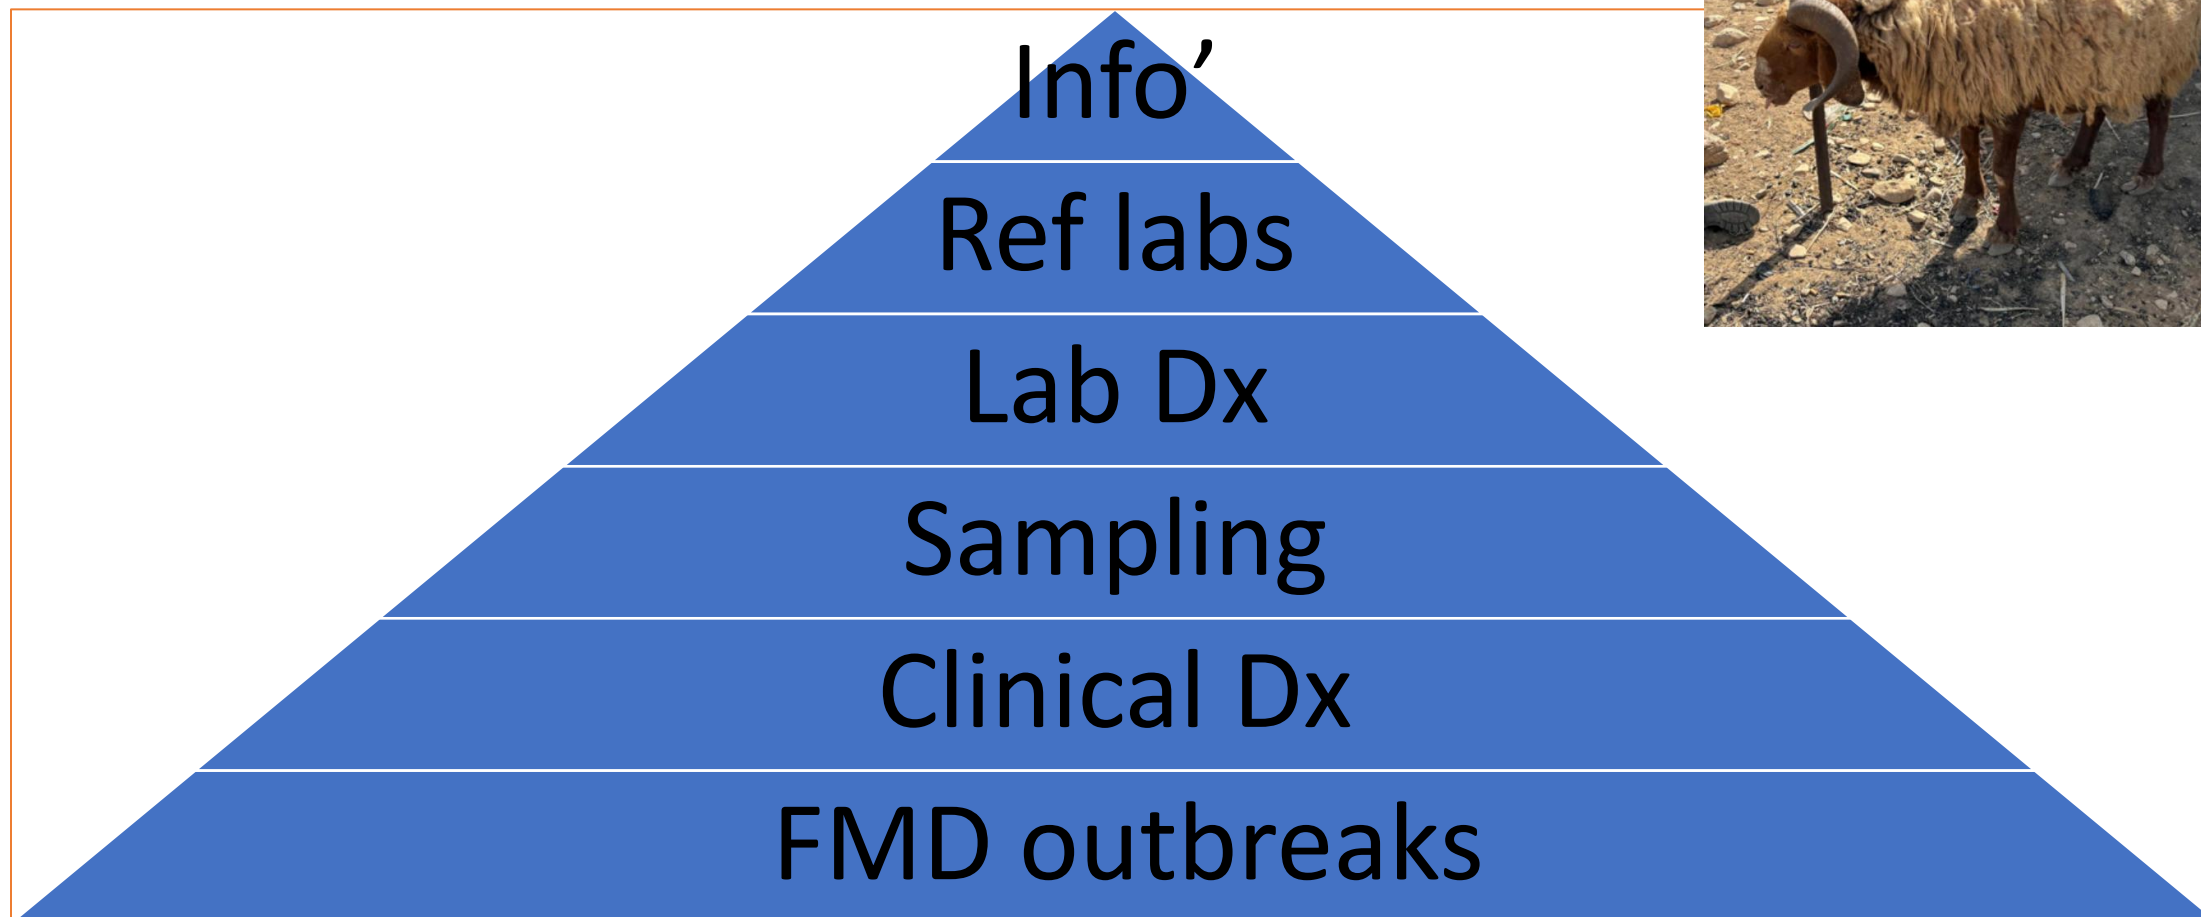 Info’
Ref labs
Lab Dx
Sampling
Clinical Dx
FMD outbreaks